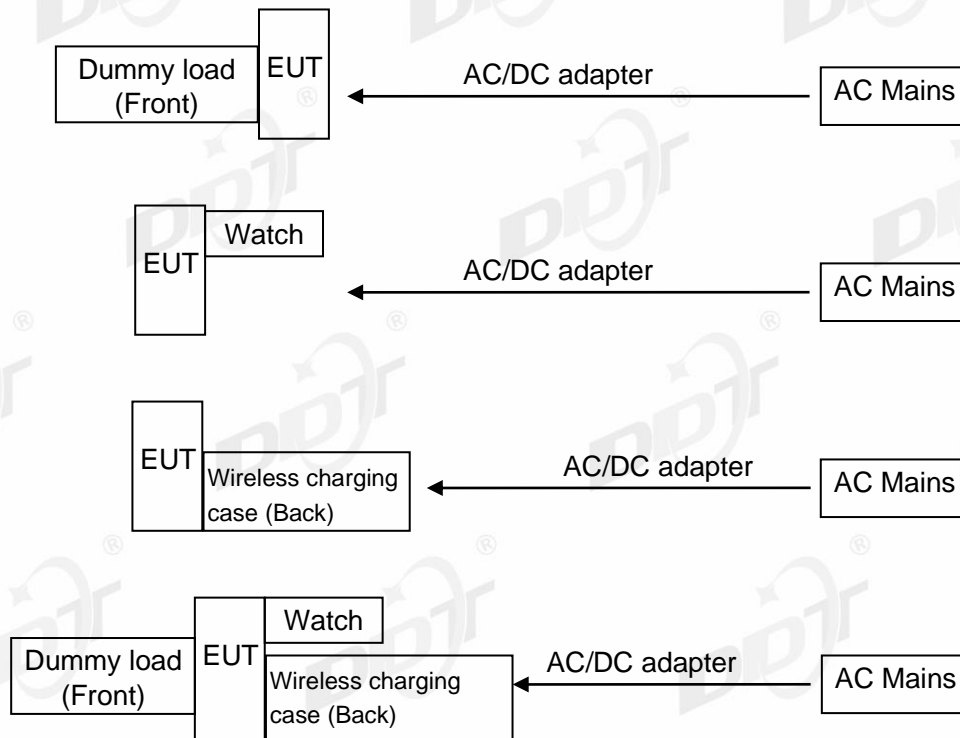 Dummy load
(Front)
EUT
AC/DC adapter
AC Mains
EUT
Watch
AC/DC adapter
AC Mains
EUT
Wireless charging
case (Back)
AC/DC adapter
AC Mains
Dummy load
(Front)
EUT
Watch
Wireless charging
case (Back)
AC/DC adapter
AC Mains